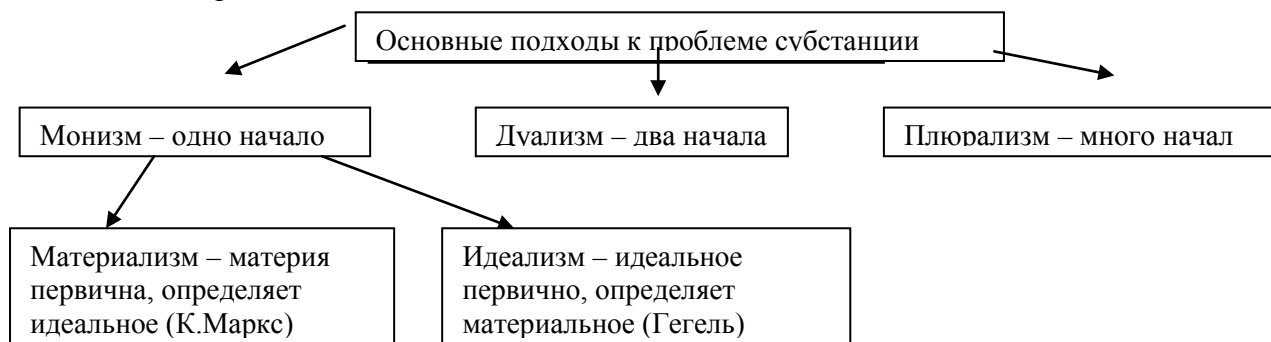 Основные подходы к проблеме субстанции
Монизм – одно начало
Дуализм – два начала
Плюрализм – много начал
Материализм – материя
первична, определяет
идеальное (К.Маркс)
Идеализм – идеальное
первично, определяет
материальное (Гегель)